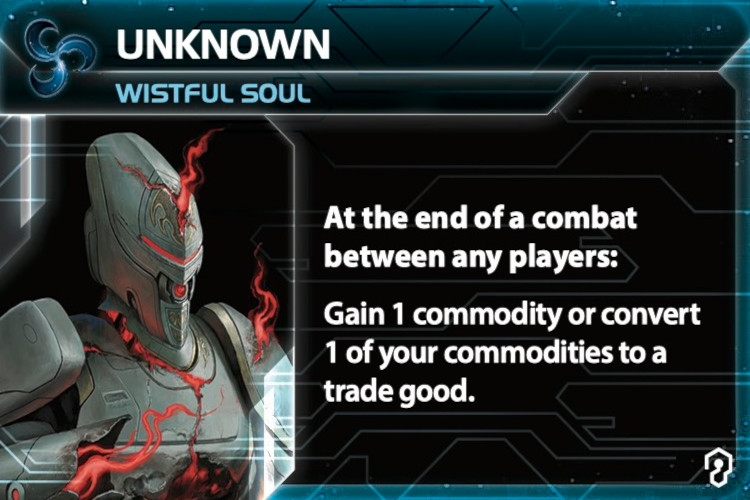 UNKNOWN
WISTFUL SOUL
At the end of a combat
between any players:
Gain 1 commodity or convert
1 of your commodities to a
trade good.